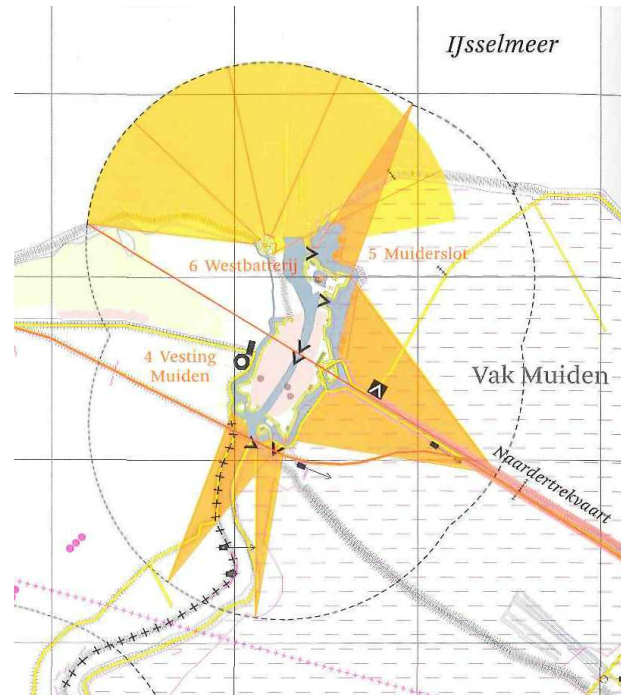 IJsselmeer
6 Westbatterij
5 Muiderslot
4 Vesting
Muiden
Vak Muiden
Naardertrekvaart